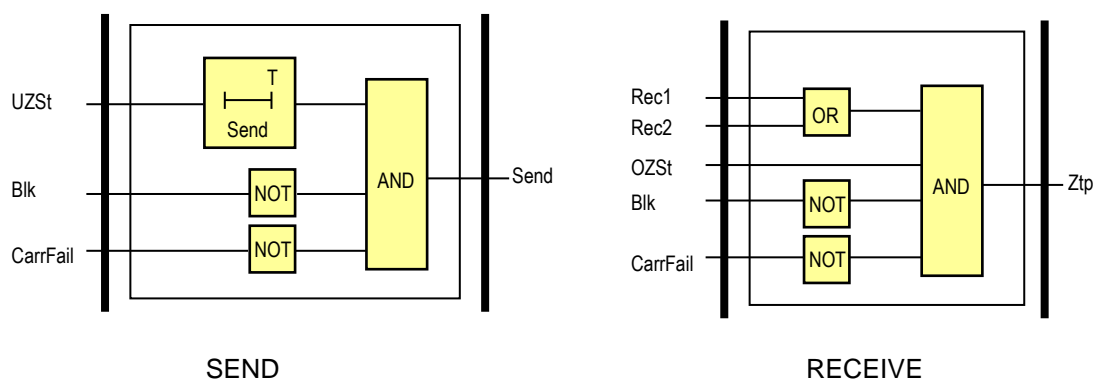 UZSt
T
Send
Blk
NOT
AND
Send
CarrFail
NOT
SEND
Rec1
Rec2
OR
OZSt
AND
Ztp
Blk
NOT
CarrFail
NOT
RECEIVE